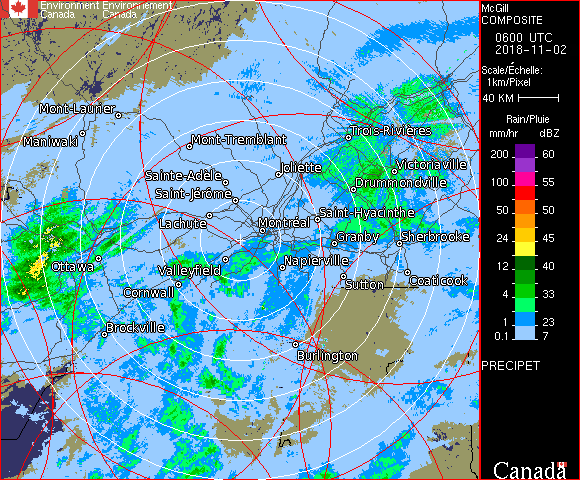 Environment Environnement
Canada Canada
McGill
COMPOSITE
0600 UTC
2018-11-02
Scale/Échelle:
1km/Pixel
40 KM
Rain/Pluie
mm/hr dBZ
200 60
100 55
50 50
24 45
12 40
4 33
1 23
0.1 7
PRECIPET
Canada
Mont-Laurier
Maniwaki
Mont-Tremblant
Trois-Rivières
Joliette
Victoriaville
Sainte-Adèle
Drummondville
Saint-Jérôme
Saint-Hyacinthe
Lachute
Montréal
Granby
Sherbrooke
Ottawa
Valleyfield
Napierville
Cornwall
Sutton
Coaticook
Brockville
Burlington